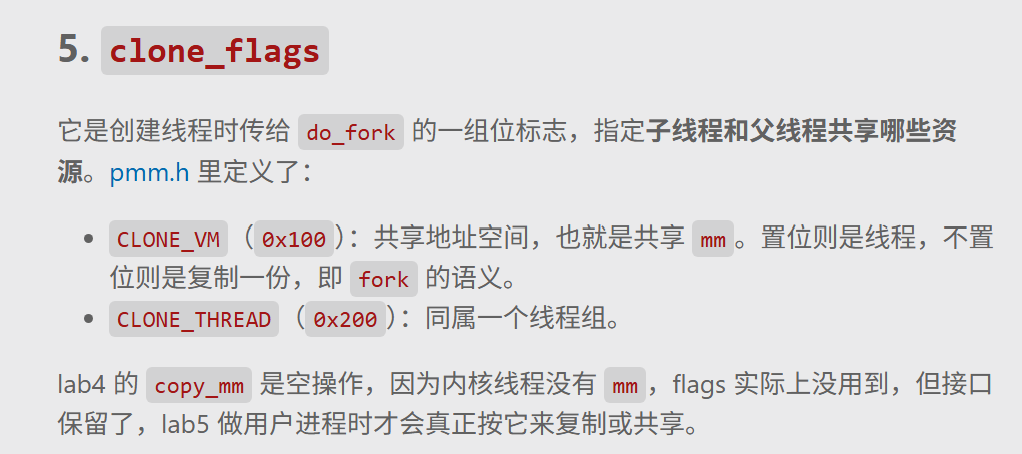 5. clone_flags
它是创建线程时传给 do_fork 的一组位标志，指定子线程和父线程共享哪些资
源。pmm.h 里定义了：
• CLONE_VM（0x100）：共享地址空间，也就是共享 mm。置位则是线程，不置
位则是复制一份，即 fork 的语义。
• CLONE_THREAD（0x200）：同属一个线程组。
lab4 的 copy_mm 是空操作，因为内核线程没有 mm，flags 实际上没用到，但接口
保留了，lab5 做用户进程时才会真正按它来复制或共享。